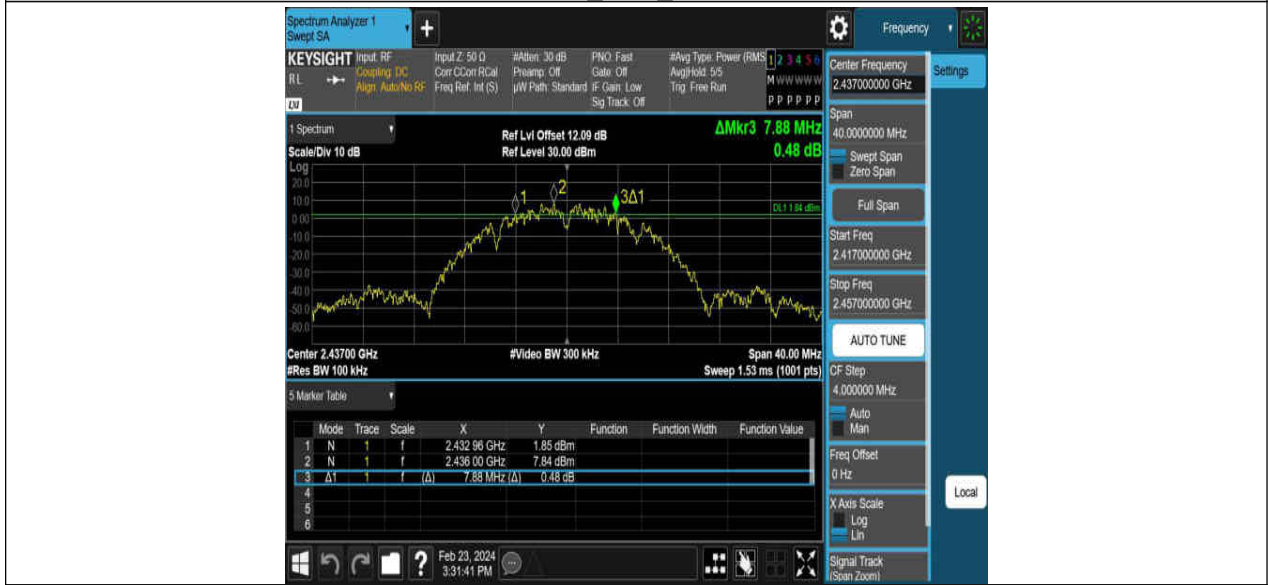 Spectrum Analyzer 1
Swept SA
+
Frequency
KEYSIGHT
RL
LXI
Input: RF
Coupling: DC
Align: Auto/No RF
Input Z: 50 Ω
Corr CCorr RCal
Freq Ref: Int (S)
#Atten: 30 dB
Preamp: Off
µW Path: Standard
PNO: Fast
Gate: Off
IF Gain: Low
Sig Track: Off
#Avg Type: Power (RMS
Avg|Hold: 5/5
Trig: Free Run
1 2 3 4 5 6
M W W W W W
P P P P P P
1 Spectrum
Scale/Div 10 dB
Ref Lvl Offset 12.09 dB
Ref Level 30.00 dBm
ΔMkr3 7.88 MHz
0.48 dB
Log
20.0
10.0
0.00
-10.0
-20.0
-30.0
-40.0
-50.0
-60.0
1
2
3Δ1
DL1 1.84 dBm
Center 2.43700 GHz
#Res BW 100 kHz
#Video BW 300 kHz
Span 40.00 MHz
Sweep 1.53 ms (1001 pts)
5 Marker Table
Mode Trace Scale X Y Function Function Width Function Value
1 N 1 f 2.432 96 GHz 1.85 dBm
2 N 1 f 2.436 00 GHz 7.84 dBm
3 Δ1 1 f (Δ) 7.88 MHz (Δ) 0.48 dB
4
5
6
?
Feb 23, 2024
3:31:41 PM
Center Frequency
2.437000000 GHz
Span
40.0000000 MHz
Swept Span
Zero Span
Full Span
Start Freq
2.417000000 GHz
Stop Freq
2.457000000 GHz
AUTO TUNE
CF Step
4.000000 MHz
Auto
Man
Freq Offset
0 Hz
X Axis Scale
Log
Lin
Signal Track
(Span Zoom)
Settings
Local